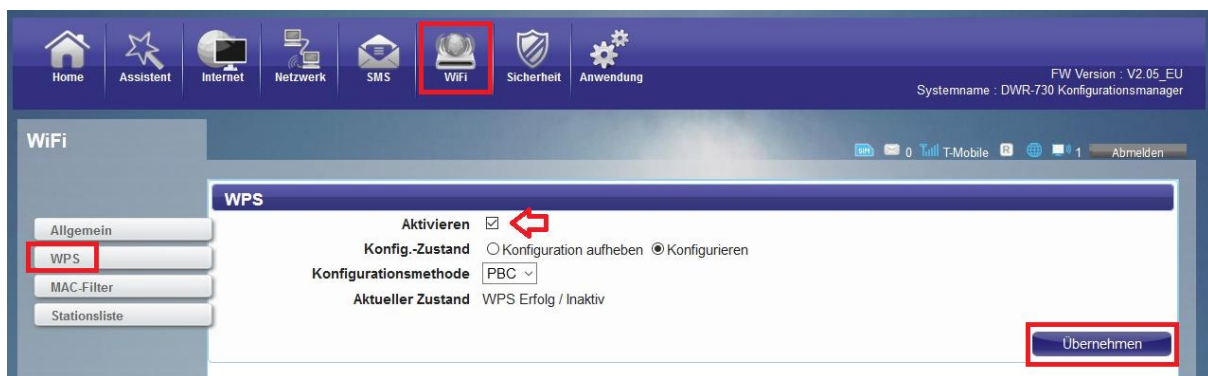 Home Assistent Internet Netzwerk SMS WiFi Sicherheit Anwendung
FW Version : V2.05_EU
Systemname : DWR-730 Konfigurationsmanager
WiFi
SIM 0 T-Mobile R 1 Abmelden
WPS
Allgemein
WPS
MAC-Filter
Stationsliste
Aktivieren
Konfig.-Zustand Konfiguration aufheben Konfigurieren
Konfigurationsmethode PBC
Aktueller Zustand WPS Erfolg / Inaktiv
Übernehmen